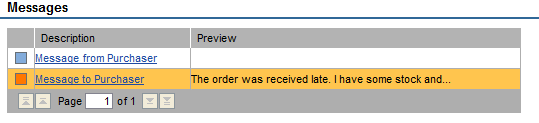 Messages
Description Preview
Message from Purchaser
Message to Purchaser The order was received late. I have some stock and...
Page 1 of 1